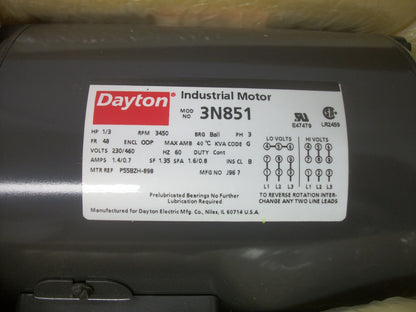 Dayton®
Industrial Motor
MOD NO 3N851
E47479 LR2459
HP 1/3 RPM 3450 BRG Ball PH 3
FR 48 ENCL ODP MAX AMB 40°C KVA CODE G
VOLTS 230/460 HZ 60 DUTY Cont
AMPS 1.4/0.7 SF 1.35 SFA 1.6/0.8 INS CL B
MTR REF P55BZH-898 MFG NO J96 7
LO VOLTS HI VOLTS
L1 L2 L3 L1 L2 L3
Prelubricated Bearings No Further
Lubrication Required
TO REVERSE ROTATION INTER-
CHANGE ANY TWO LINE LEADS
Manufactured for Dayton Electric Mfg. Co., Niles, IL 60714 U.S.A.